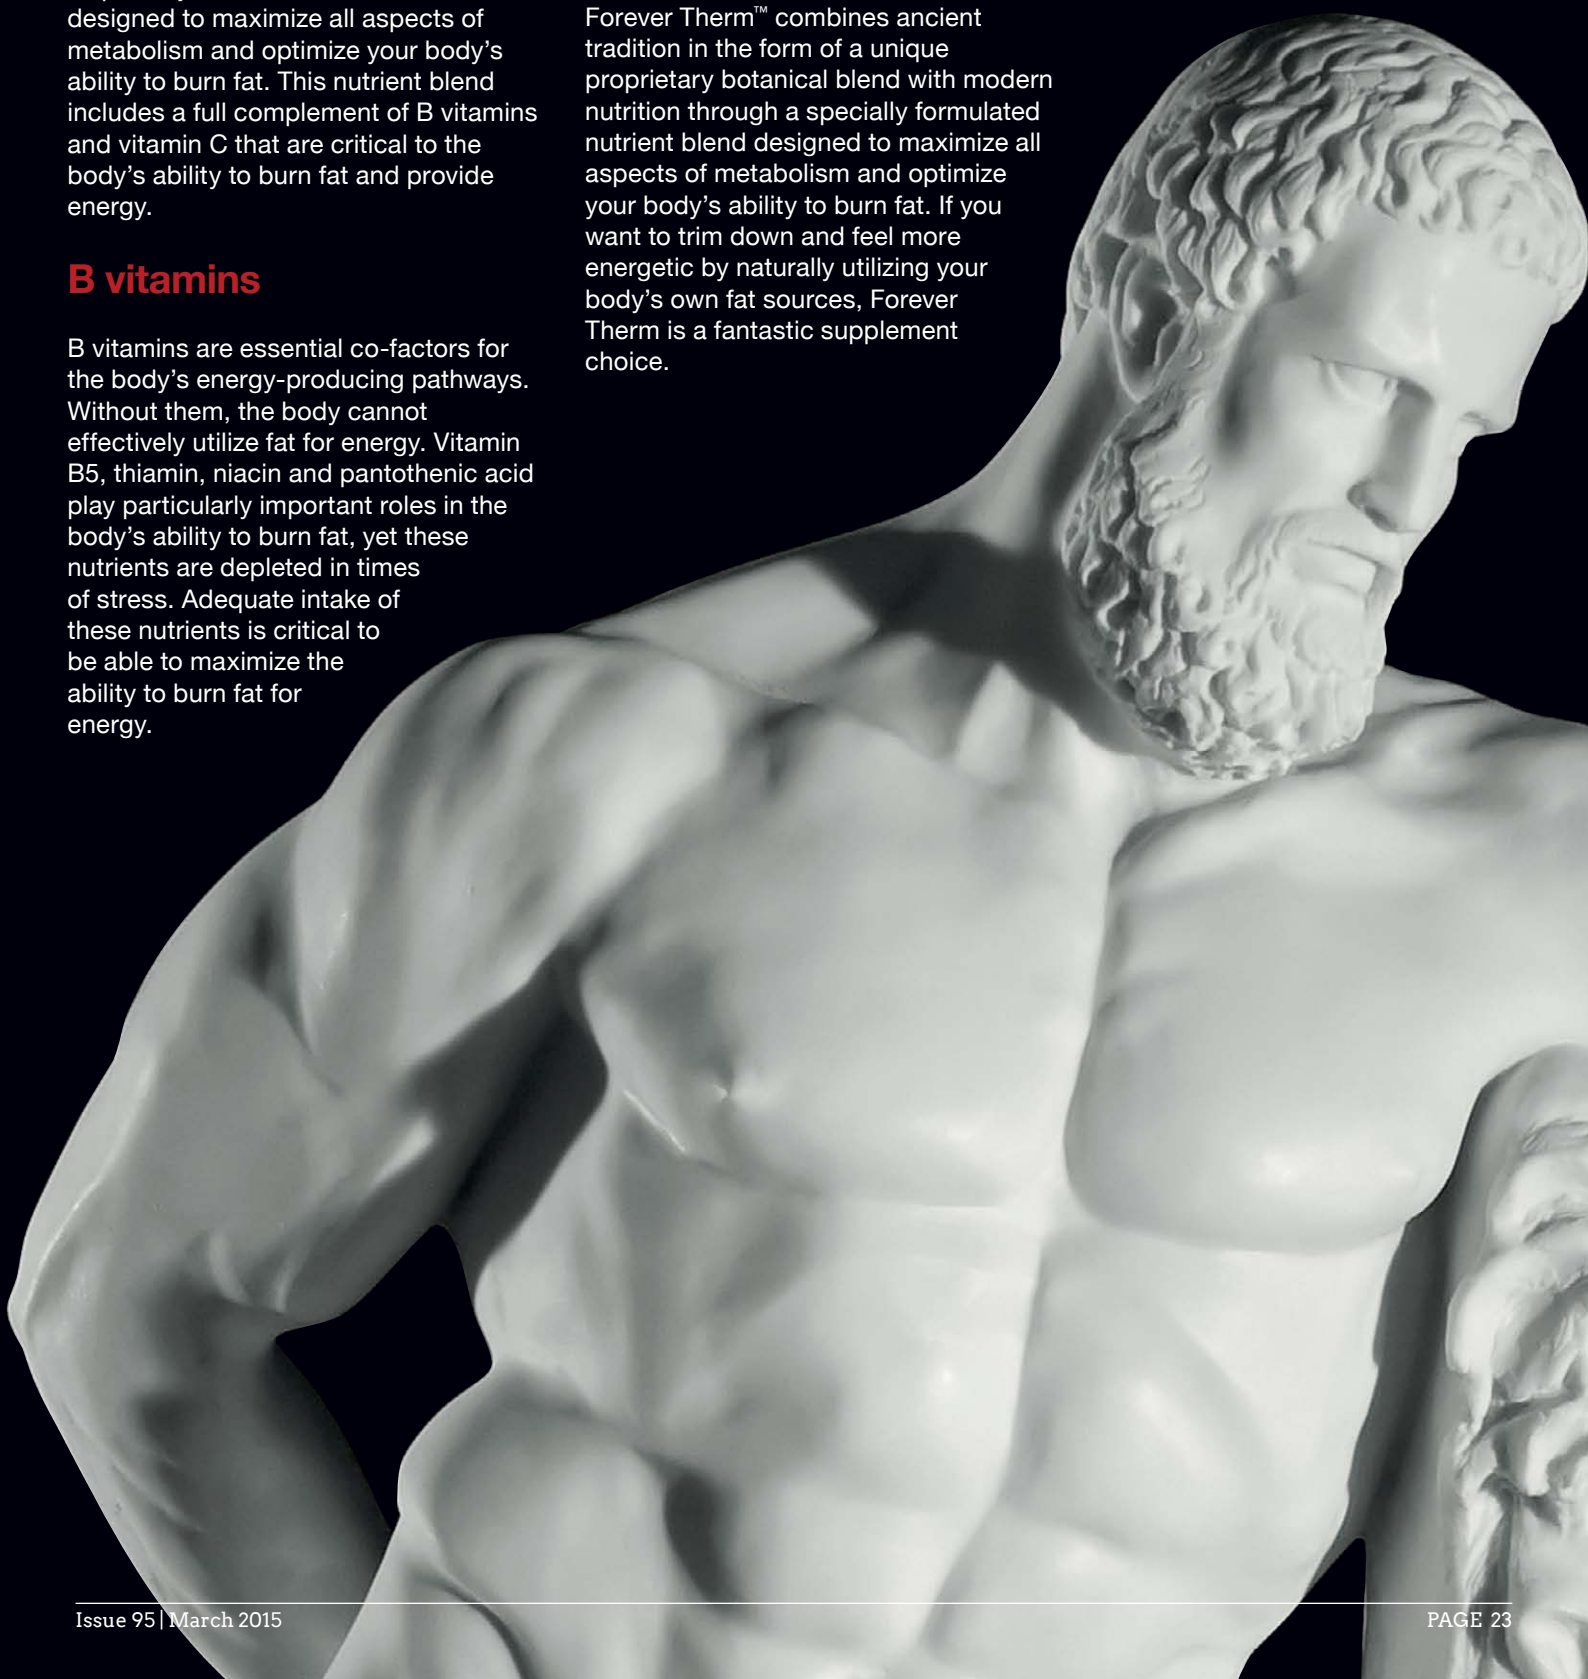 designed to maximize all aspects of
metabolism and optimize your body’s
ability to burn fat. This nutrient blend
includes a full complement of B vitamins
and vitamin C that are critical to the
body’s ability to burn fat and provide
energy.
B vitamins
B vitamins are essential co-factors for
the body’s energy-producing pathways.
Without them, the body cannot
effectively utilize fat for energy. Vitamin
B5, thiamin, niacin and pantothenic acid
play particularly important roles in the
body’s ability to burn fat, yet these
nutrients are depleted in times
of stress. Adequate intake of
these nutrients is critical to
be able to maximize the
ability to burn fat for
energy.
Forever Therm™ combines ancient
tradition in the form of a unique
proprietary botanical blend with modern
nutrition through a specially formulated
nutrient blend designed to maximize all
aspects of metabolism and optimize
your body’s ability to burn fat. If you
want to trim down and feel more
energetic by naturally utilizing your
body’s own fat sources, Forever
Therm is a fantastic supplement
choice.
Issue 95 | March 2015
PAGE 23